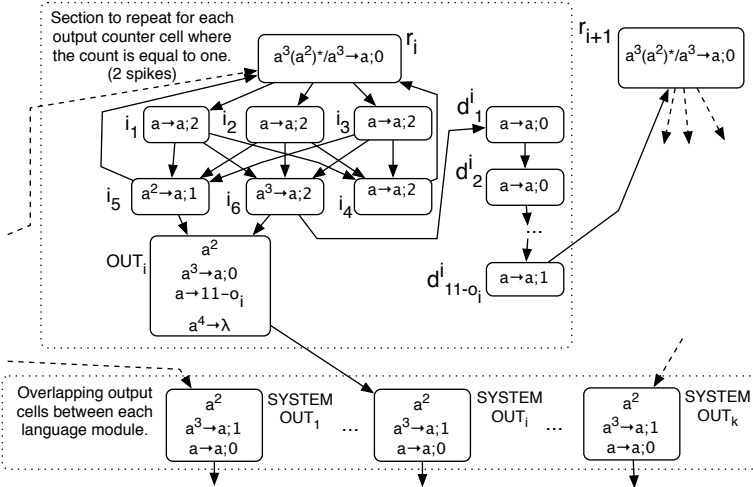 Section to repeat for each
output counter cell where
the count is equal to one.
(2 spikes)
r_i
a^3(a^2)*/a^3→a;0
r_{i+1}
a^3(a^2)*/a^3→a;0
i_1
a→a;2
i_2
a→a;2
i_3
a→a;2
d^i_1
a→a;0
i_5
a^2→a;1
i_6
a^3→a;2
i_4
a→a;2
d^i_2
a→a;0
...
OUT_i
a^2
a^3→a;0
a→11-o_i
a^4→λ
d^i_{11-o_i}
a→a;1
Overlapping output
cells between each
language module.
a^2
a^3→a;1
a→a;0
SYSTEM
OUT_1
...
a^2
a^3→a;1
a→a;0
SYSTEM
OUT_i
...
a^2
a^3→a;1
a→a;0
SYSTEM
OUT_k